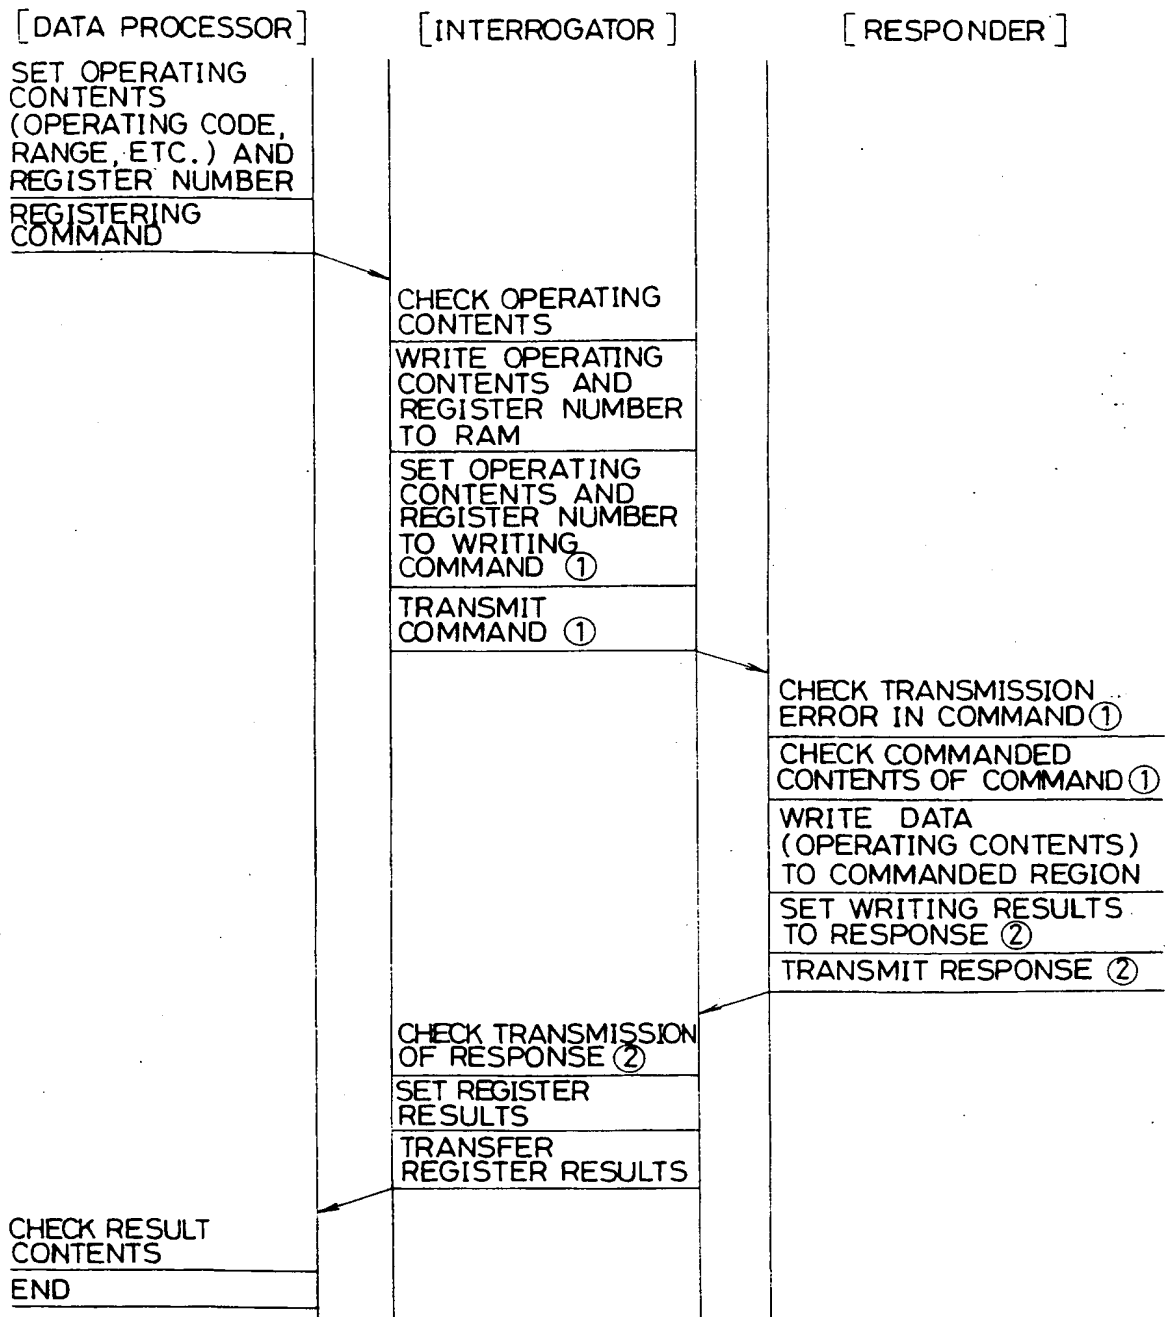 [DATA PROCESSOR]
[INTERROGATOR]
[RESPONDER]
SET OPERATING
CONTENTS
(OPERATING CODE,
RANGE, ETC.) AND
REGISTER NUMBER
REGISTERING
COMMAND
CHECK OPERATING
CONTENTS
WRITE OPERATING
CONTENTS AND
REGISTER NUMBER
TO RAM
SET OPERATING
CONTENTS AND
REGISTER NUMBER
TO WRITING
COMMAND ①
TRANSMIT
COMMAND ①
CHECK TRANSMISSION
ERROR IN COMMAND ①
CHECK COMMANDED
CONTENTS OF COMMAND ①
WRITE DATA
(OPERATING CONTENTS)
TO COMMANDED REGION
SET WRITING RESULTS
TO RESPONSE ②
TRANSMIT RESPONSE ②
CHECK TRANSMISSION
OF RESPONSE ②
SET REGISTER
RESULTS
TRANSFER
REGISTER RESULTS
CHECK RESULT
CONTENTS
END